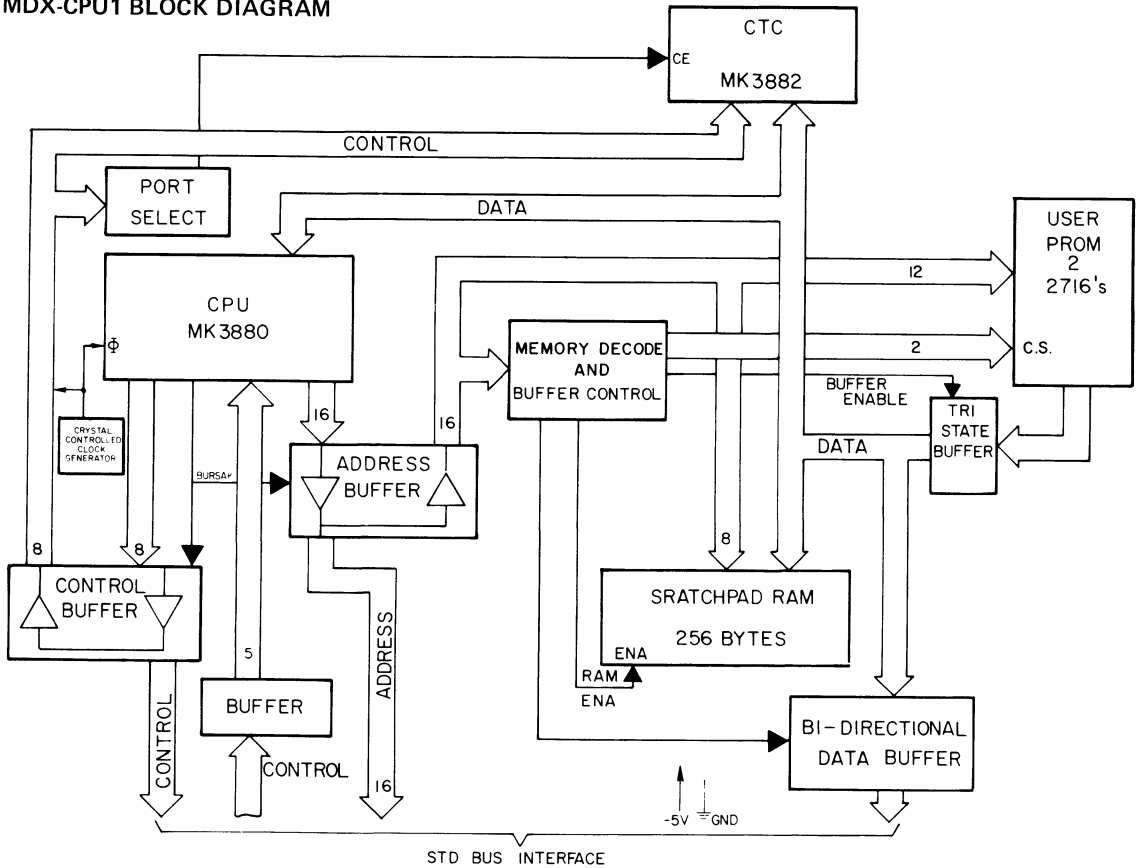 MDX-CPU1 BLOCK DIAGRAM
CTC
CE
MK3882
CONTROL
PORT
SELECT
DATA
USER
PROM
2
2716's
12
CPU
MK3880
Φ
MEMORY DECODE
AND
BUFFER CONTROL
2
C.S.
BUFFER
ENABLE
TRI
STATE
BUFFER
16
16
CRYSTAL
CONTROLLED
CLOCK
GENERATOR
BURSAK
ADDRESS
BUFFER
DATA
8
8
8
CONTROL
BUFFER
SRATCHPAD RAM
256 BYTES
ENA
RAM
ENA
5
BUFFER
ADDRESS
CONTROL
CONTROL
16
BI-DIRECTIONAL
DATA BUFFER
-5V
GND
STD BUS INTERFACE